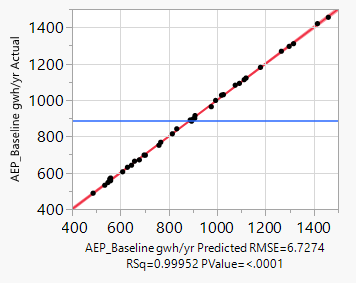 1400
1200
1000
800
600
400
AEP_Baseline gwh/yr Actual
400 600 800 1000 1200 1400
AEP_Baseline gwh/yr Predicted RMSE=6.7274
RSq=0.99952 PValue=<.0001